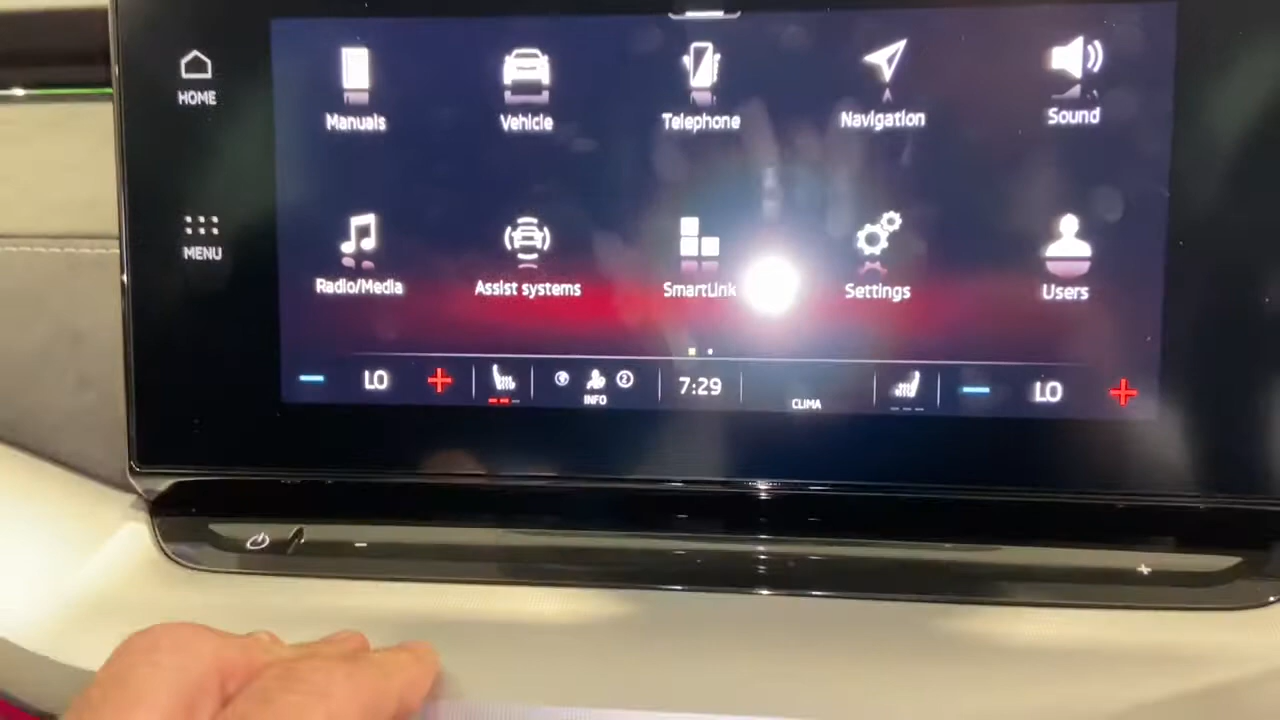 HOME
Manuals
Vehicle
Telephone
Navigation
Sound
MENU
Radio/Media
Assist systems
SmartLink
Settings
Users
LO
INFO
2
7:29
CLIMA
LO